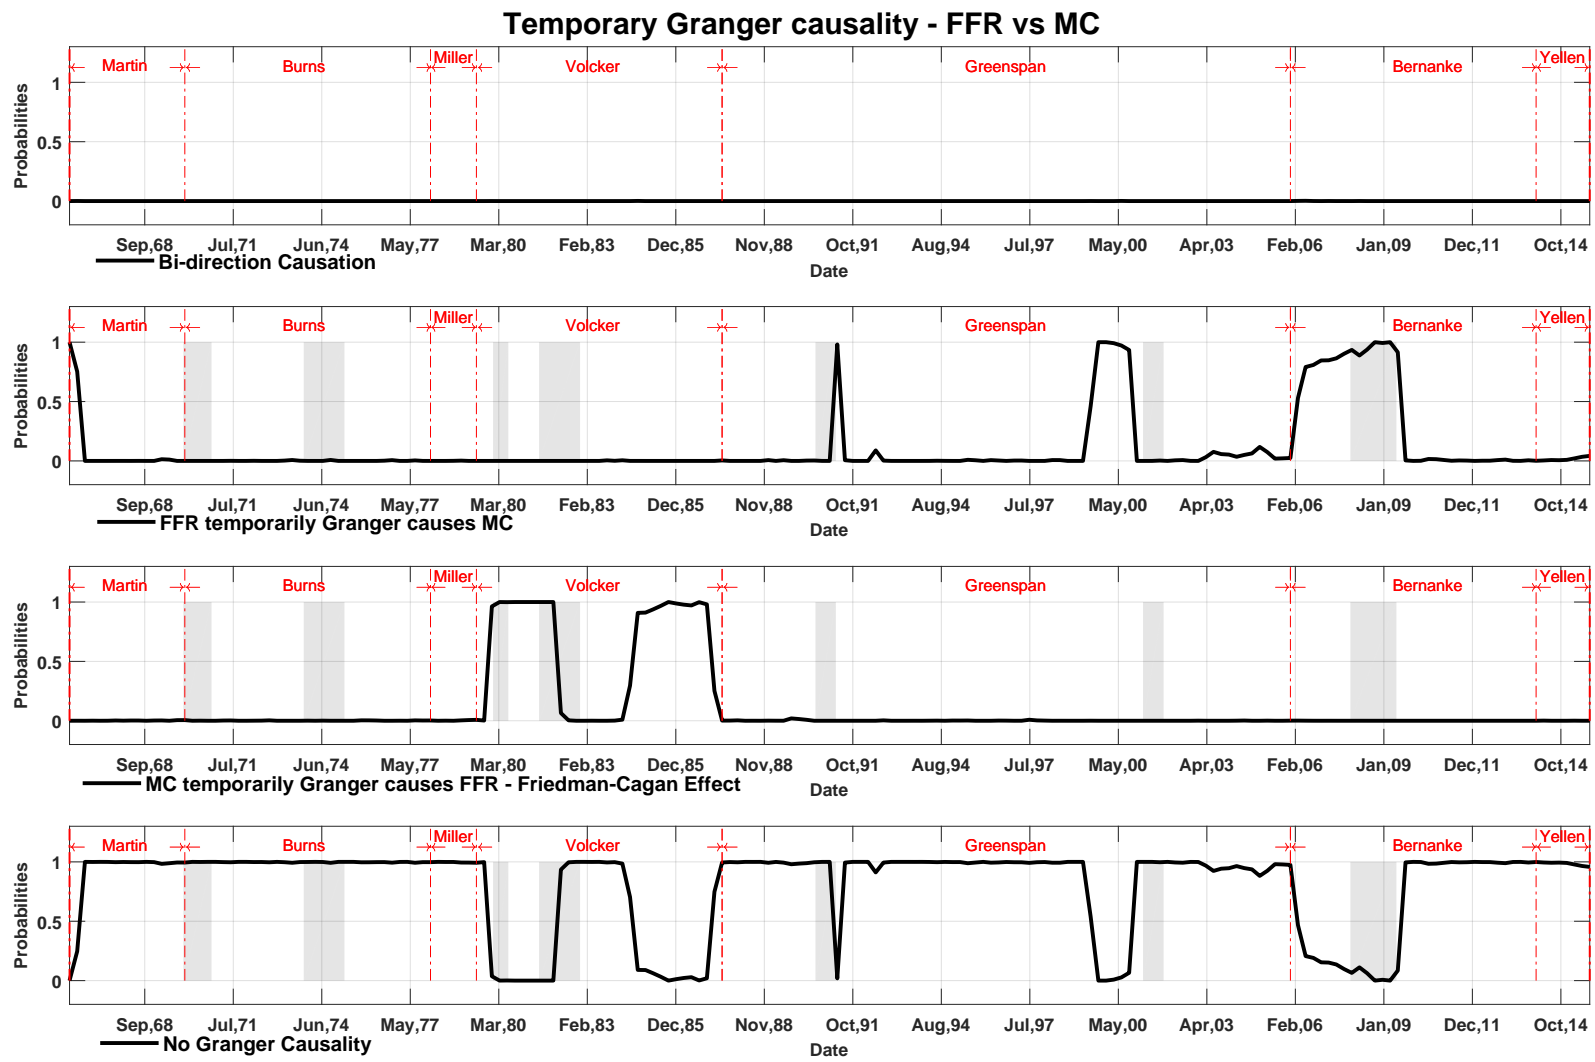 Temporary Granger causality - FFR vs MC
Martin Burns Miller Volcker Greenspan Bernanke Yellen
1
0.5
0
Probabilities
Sep,68 Jul,71 Jun,74 May,77 Mar,80 Feb,83 Dec,85 Nov,88 Oct,91 Aug,94 Jul,97 May,00 Apr,03 Feb,06 Jan,09 Dec,11 Oct,14
Bi-direction Causation
Date
Martin Burns Miller Volcker Greenspan Bernanke Yellen
1
0.5
0
Probabilities
Sep,68 Jul,71 Jun,74 May,77 Mar,80 Feb,83 Dec,85 Nov,88 Oct,91 Aug,94 Jul,97 May,00 Apr,03 Feb,06 Jan,09 Dec,11 Oct,14
FFR temporarily Granger causes MC
Date
Martin Burns Miller Volcker Greenspan Bernanke Yellen
1
0.5
0
Probabilities
Sep,68 Jul,71 Jun,74 May,77 Mar,80 Feb,83 Dec,85 Nov,88 Oct,91 Aug,94 Jul,97 May,00 Apr,03 Feb,06 Jan,09 Dec,11 Oct,14
MC temporarily Granger causes FFR - Friedman-Cagan Effect
Date
Martin Burns Miller Volcker Greenspan Bernanke Yellen
1
0.5
0
Probabilities
Sep,68 Jul,71 Jun,74 May,77 Mar,80 Feb,83 Dec,85 Nov,88 Oct,91 Aug,94 Jul,97 May,00 Apr,03 Feb,06 Jan,09 Dec,11 Oct,14
No Granger Causality
Date